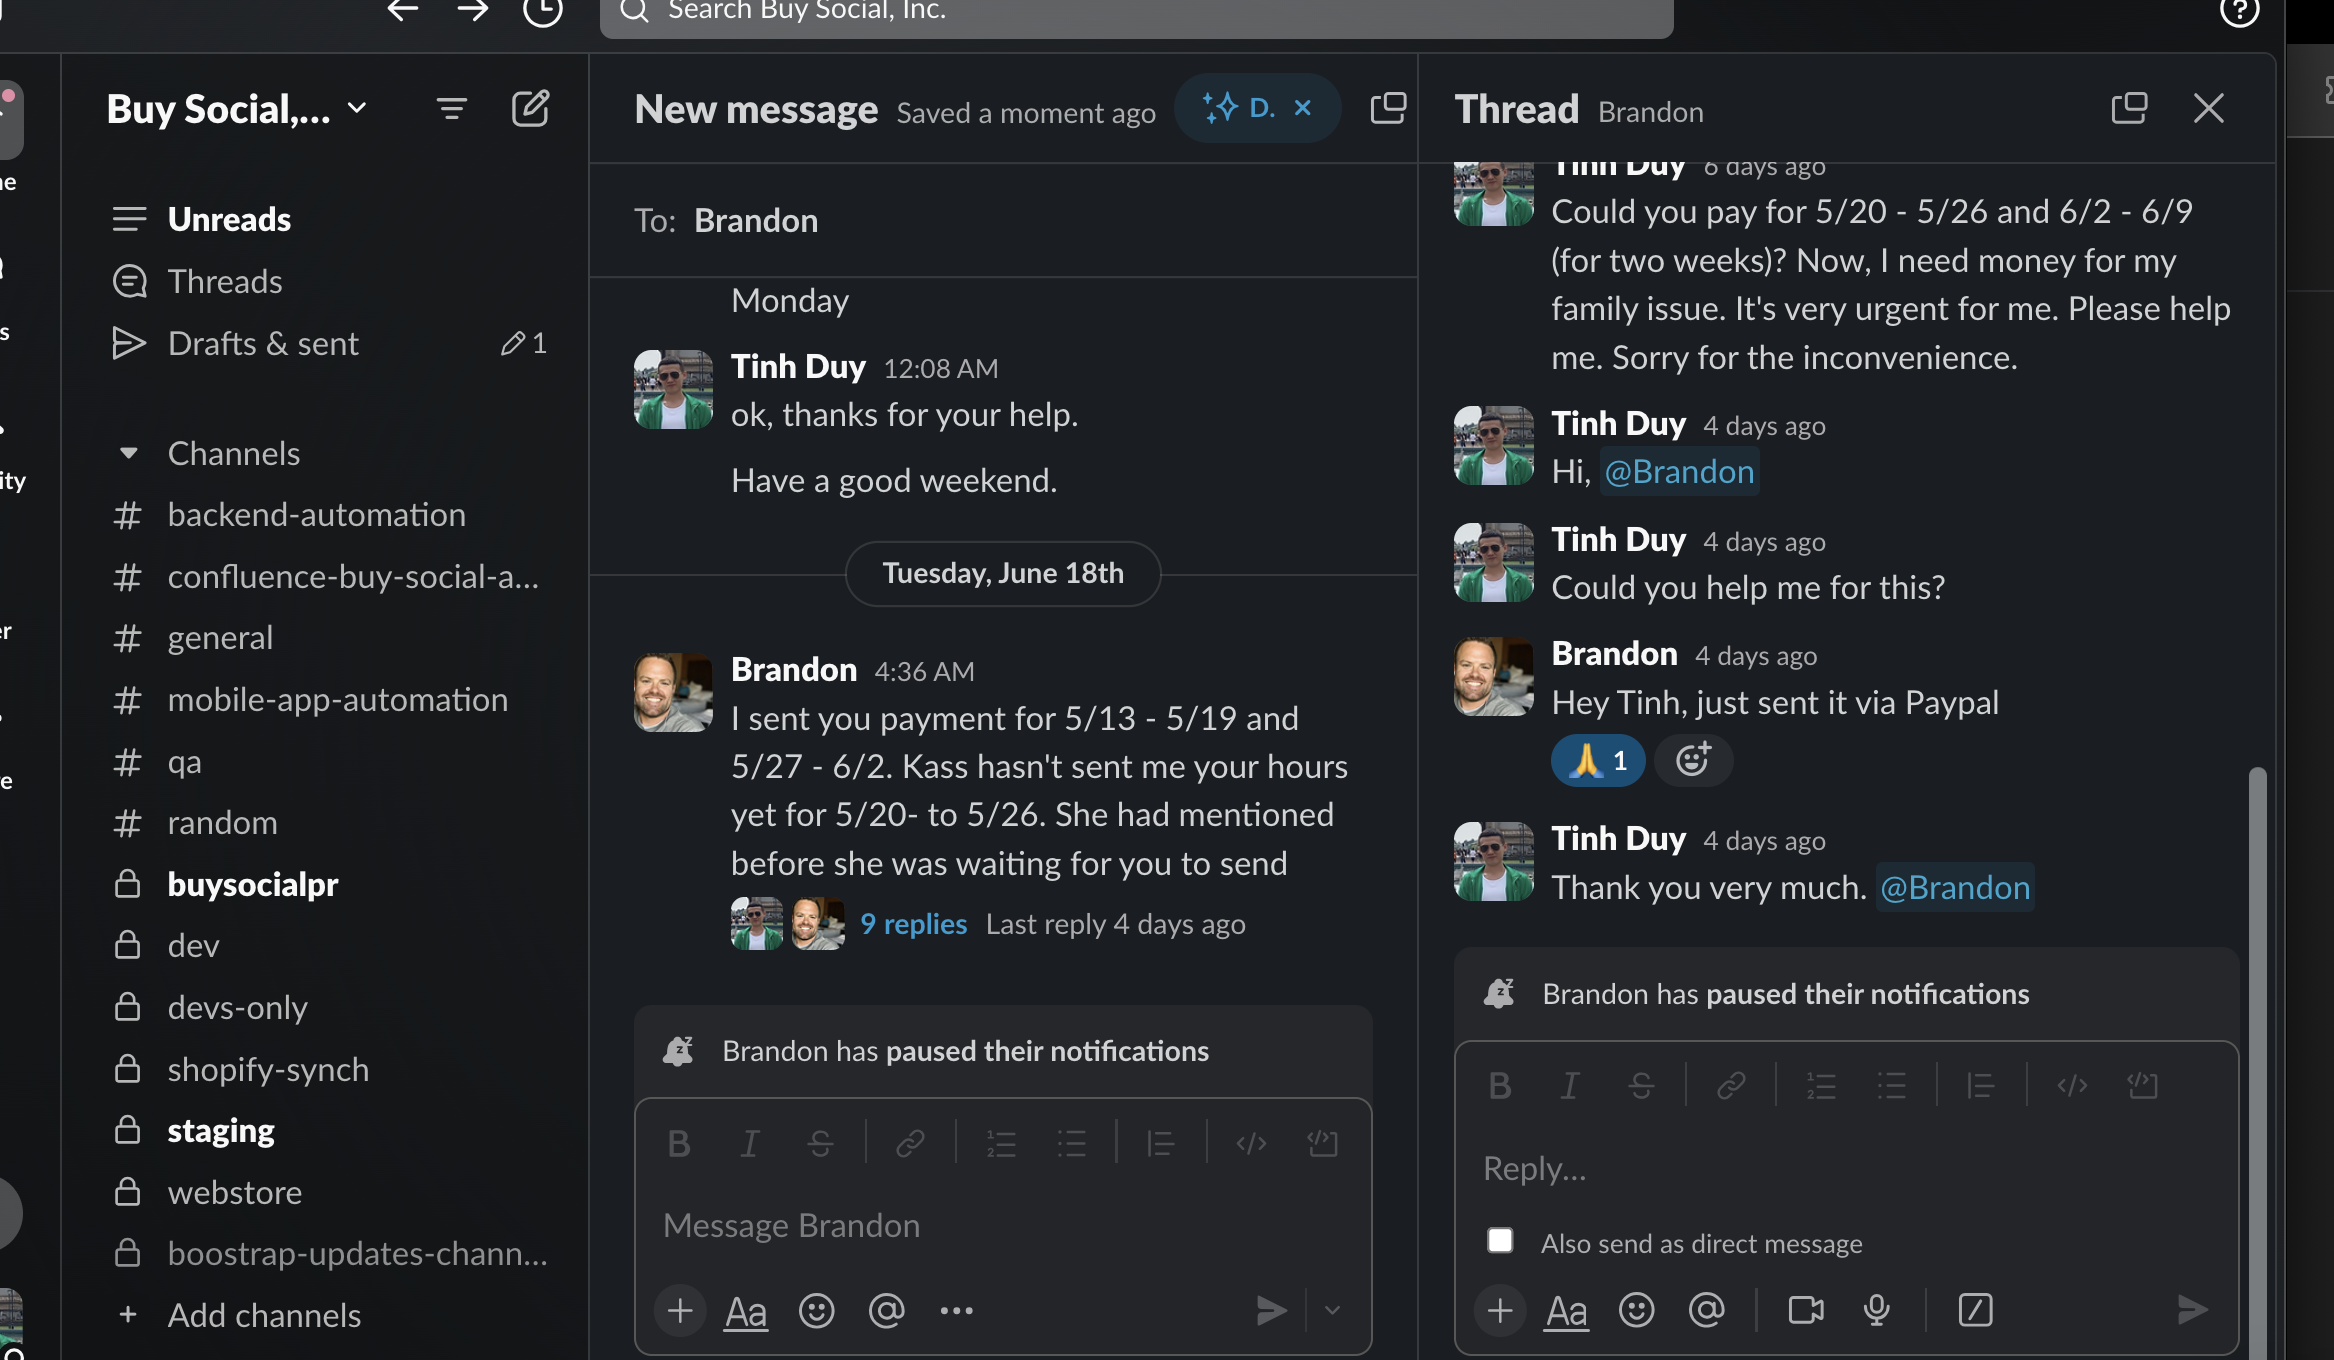 Search Buy Social, Inc.
Buy Social,...
Unreads
Threads
Drafts & sent
1
Channels
backend-automation
confluence-buy-social-a...
general
mobile-app-automation
qa
random
buysocialpr
dev
devs-only
shopify-synch
staging
webstore
boostrap-updates-chann...
+ Add channels
New message Saved a moment ago D.
To: Brandon
Monday
Tinh Duy 12:08 AM
ok, thanks for your help.
Have a good weekend.
Tuesday, June 18th
Brandon 4:36 AM
I sent you payment for 5/13 - 5/19 and
5/27 - 6/2. Kass hasn't sent me your hours
yet for 5/20- to 5/26. She had mentioned
before she was waiting for you to send
9 replies Last reply 4 days ago
Brandon has paused their notifications
Message Brandon
Aa
Thread Brandon
Tinh Duy 6 days ago
Could you pay for 5/20 - 5/26 and 6/2 - 6/9
(for two weeks)? Now, I need money for my
family issue. It's very urgent for me. Please help
me. Sorry for the inconvenience.
Tinh Duy 4 days ago
Hi, @Brandon
Tinh Duy 4 days ago
Could you help me for this?
Brandon 4 days ago
Hey Tinh, just sent it via Paypal
1
Tinh Duy 4 days ago
Thank you very much. @Brandon
Brandon has paused their notifications
Reply...
Also send as direct message
Aa